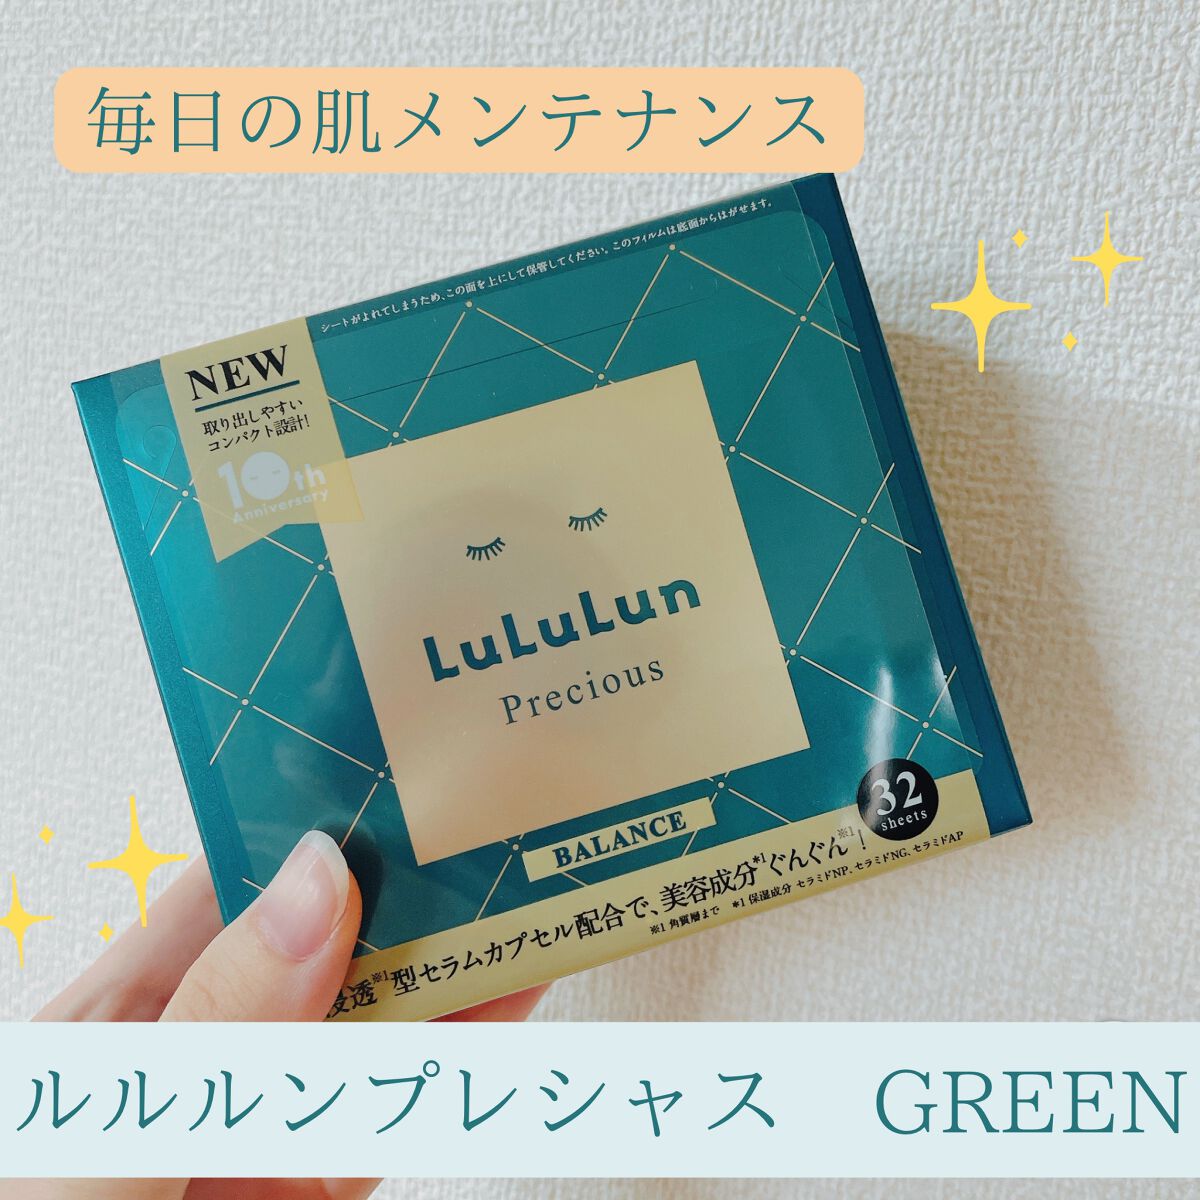 毎日の肌メンテナンス
シートがよれてしまうため、この面を上にして保管してください。このフィルムは底面からはがせます。
NEW
取り出しやすい
コンパクト設計!
10th
Anniversary
LuLuLun
Precious
BALANCE
32
sheets
浸透※1型セラムカプセル配合で、美容成分*1ぐんぐん※1!
※1 角質層まで *1 保湿成分 セラミドNP、セラミドNG、セラミドAP
ルルルンプレシャス GREEN